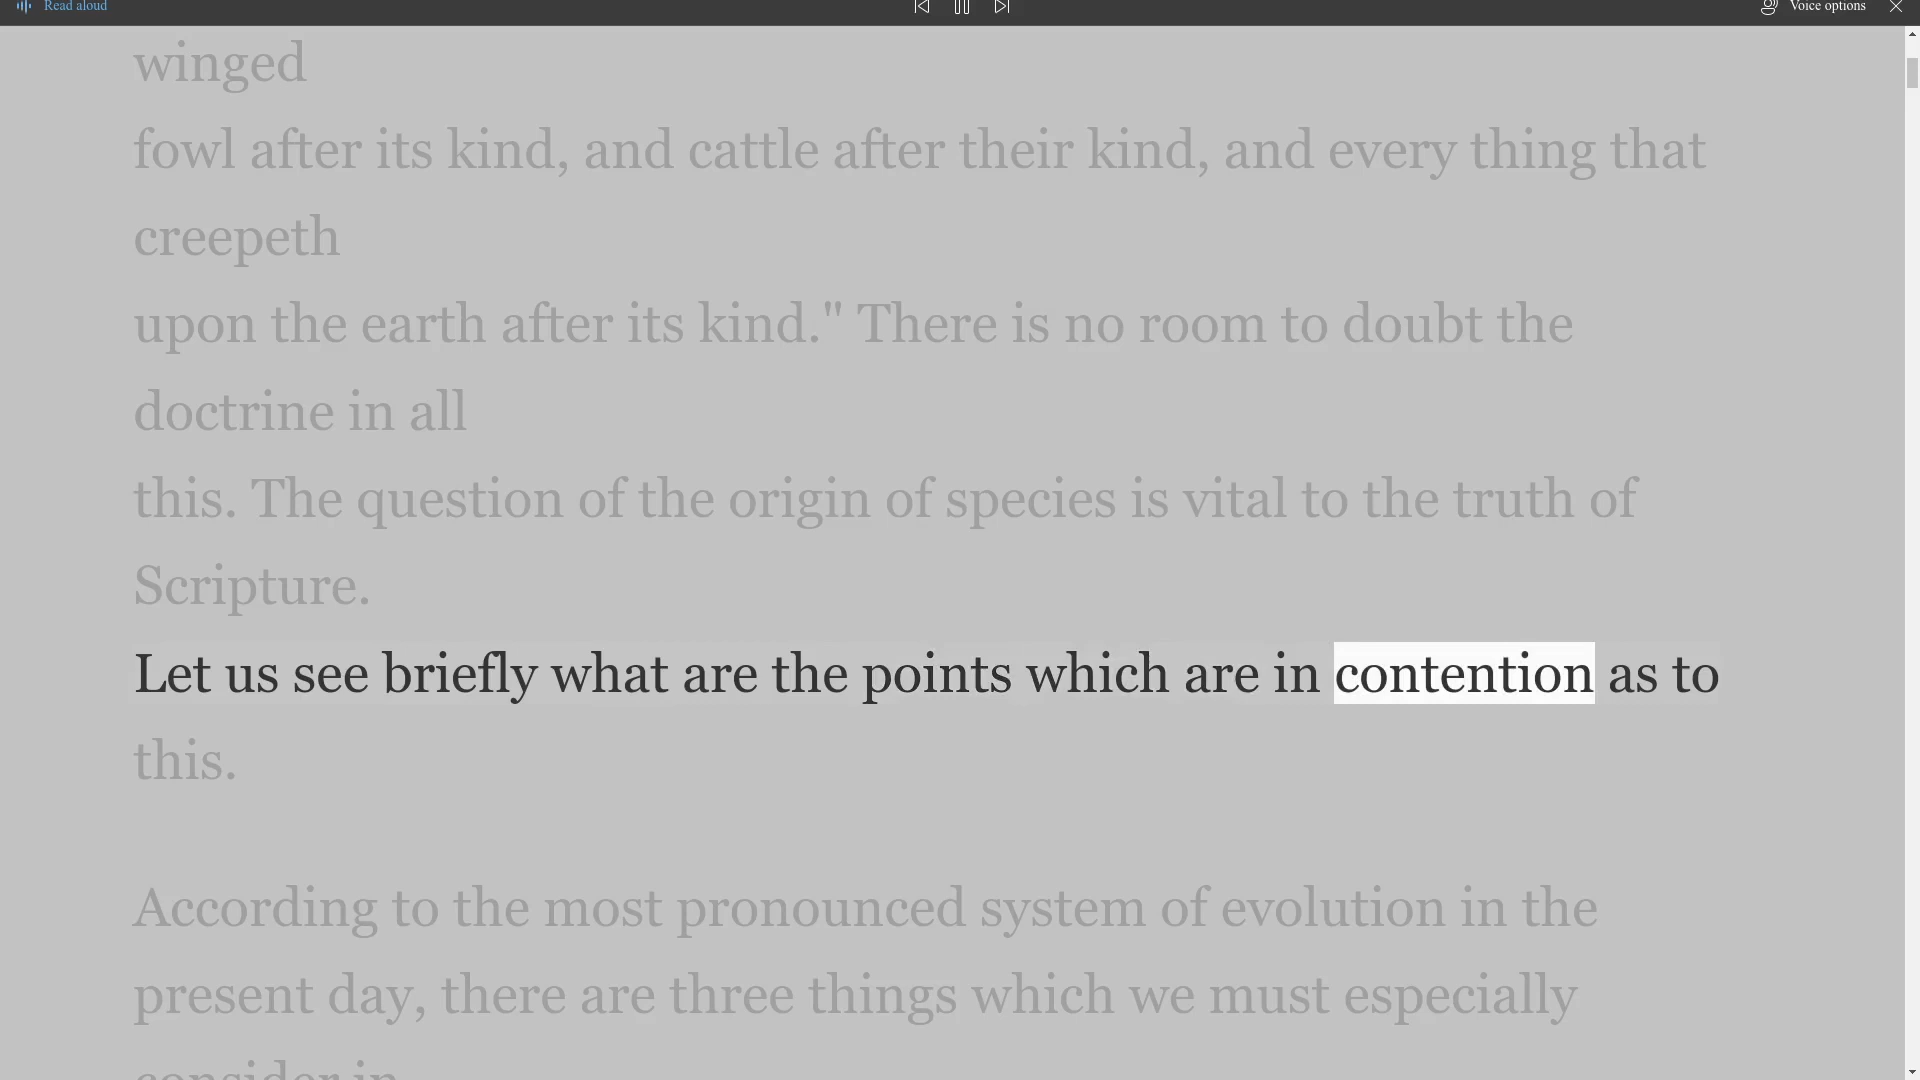 Read aloud
Voice options
winged
fowl after its kind, and cattle after their kind, and every thing that
creepeth
upon the earth after its kind." There is no room to doubt the
doctrine in all
this. The question of the origin of species is vital to the truth of
Scripture.
Let us see briefly what are the points which are in contention as to
this.
According to the most pronounced system of evolution in the
present day, there are three things which we must especially
consider in